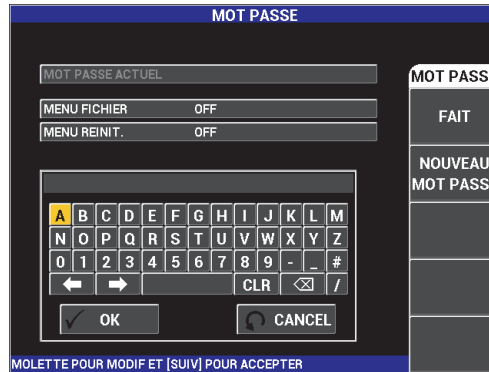 MOT PASSE
MOT PASSE ACTUEL
MENU FICHIER OFF
MENU REINIT. OFF
A B C D E F G H I J K L M
N O P Q R S T U V W X Y Z
0 1 2 3 4 5 6 7 8 9 - _ #
CLR /
OK CANCEL
MOT PASS
FAIT
NOUVEAU
MOT PASS
MOLETTE POUR MODIF ET [SUIV] POUR ACCEPTER